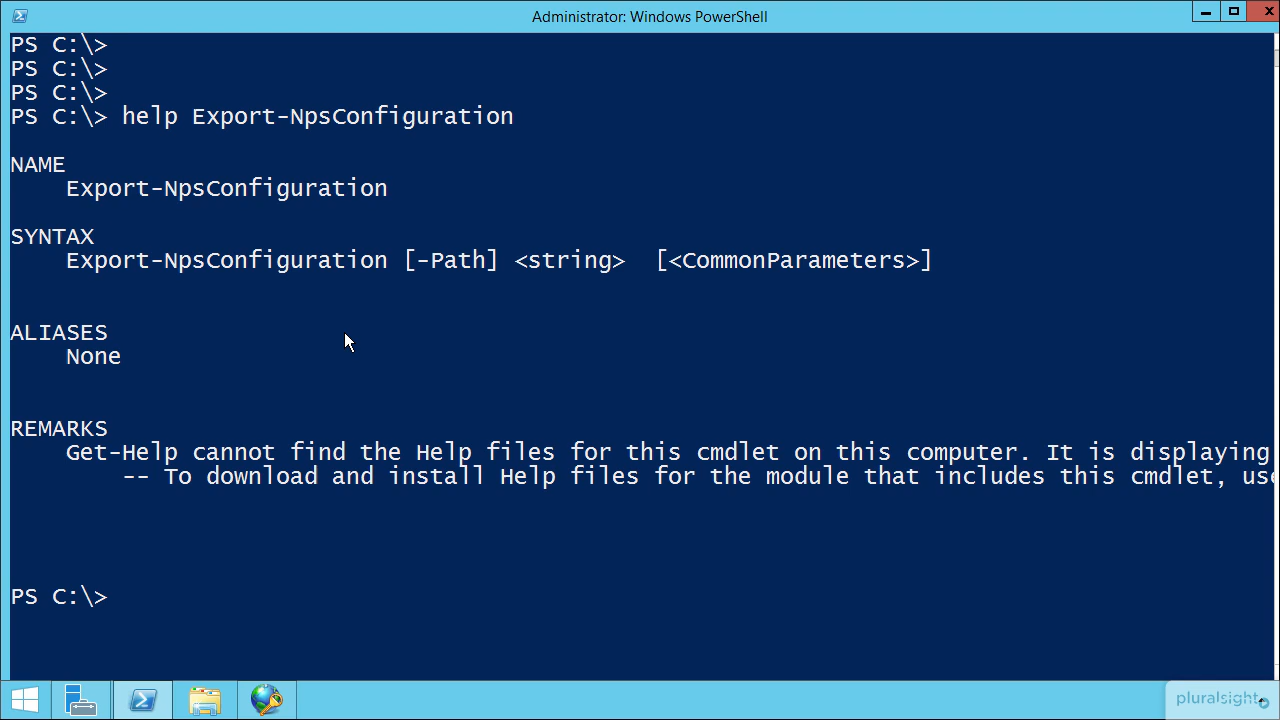 Administrator: Windows PowerShell
PS C:\>
PS C:\>
PS C:\>
PS C:\> help Export-NpsConfiguration
NAME
Export-NpsConfiguration
SYNTAX
Export-NpsConfiguration [-Path] <string>  [<CommonParameters>]
ALIASES
None
REMARKS
Get-Help cannot find the Help files for this cmdlet on this computer. It is displaying
-- To download and install Help files for the module that includes this cmdlet, use
PS C:\>
pluralsight